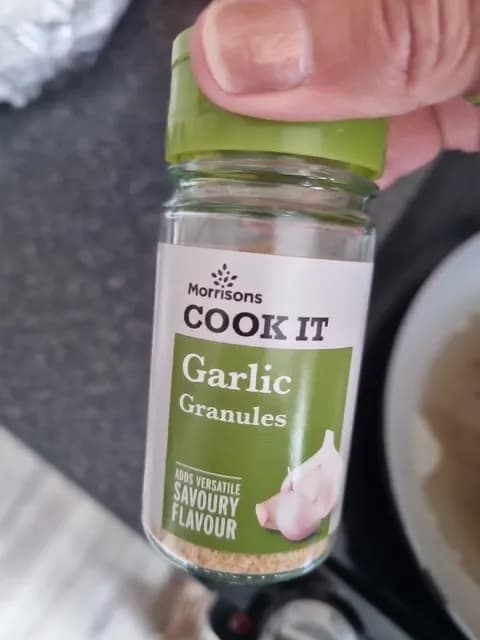 Morrisons
COOK IT
Garlic
Granules
ADDS VERSATILE
SAVOURY
FLAVOUR